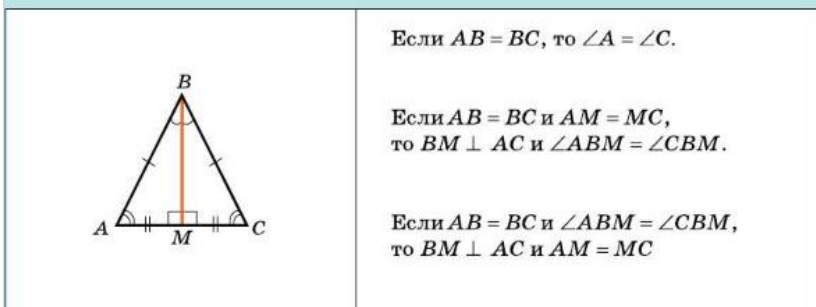 B
A
M
C
Если AB = BC, то ∠A = ∠C.
Если AB = BC и AM = MC,
то BM ⊥ AC и ∠ABM = ∠CBM.
Если AB = BC и ∠ABM = ∠CBM,
то BM ⊥ AC и AM = MC